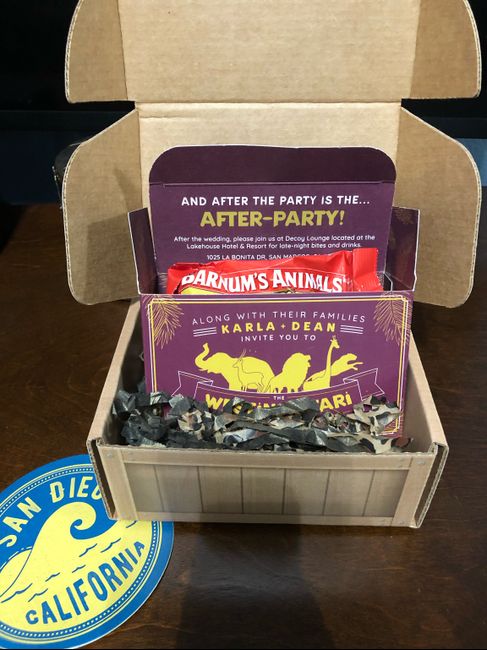 AND AFTER THE PARTY IS THE...
AFTER-PARTY!
After the wedding, please join us at Decoy Lounge located at the
Lakehouse Hotel & Resort for late-night bites and drinks.
1025 LA BONITA DR, SAN
BARNUM'S ANIMALS
ALONG WITH THEIR FAMILIES
KARLA + DEAN
INVITE YOU TO
THE
SAN
CALIFORNIA